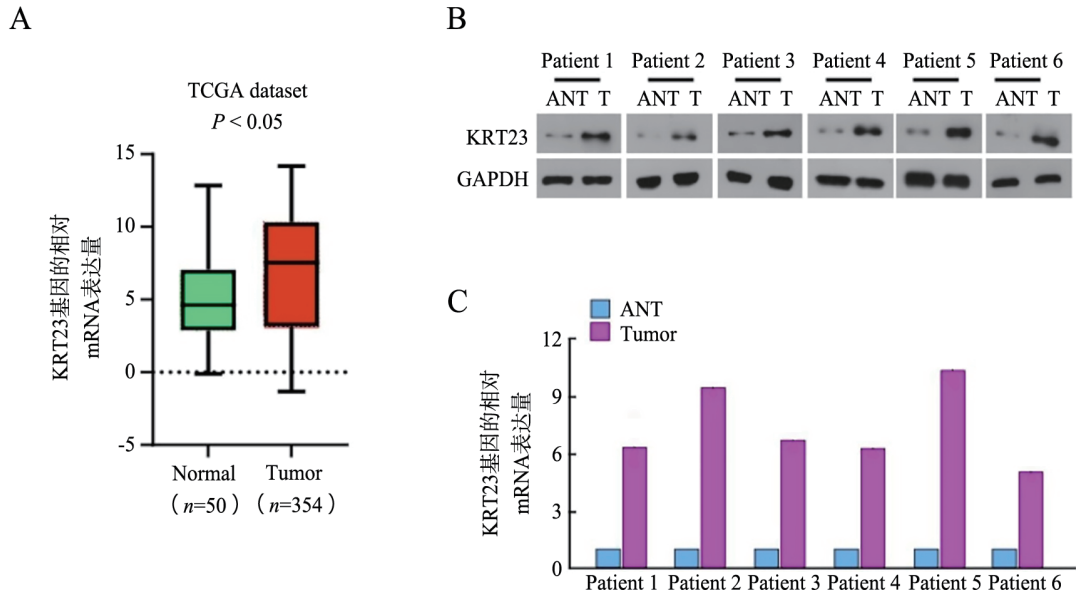 A
TCGA dataset
P < 0.05
KRT23基因的相对
mRNA表达量
15
10
5
0
-5
Normal
Tumor
（n=50）
（n=354）
B
Patient 1 Patient 2 Patient 3 Patient 4 Patient 5 Patient 6
ANT T ANT T ANT T ANT T ANT T ANT T
KRT23
GAPDH
C
ANT
Tumor
KRT23基因的相对
mRNA表达量
12
9
6
3
0
Patient 1 Patient 2 Patient 3 Patient 4 Patient 5 Patient 6